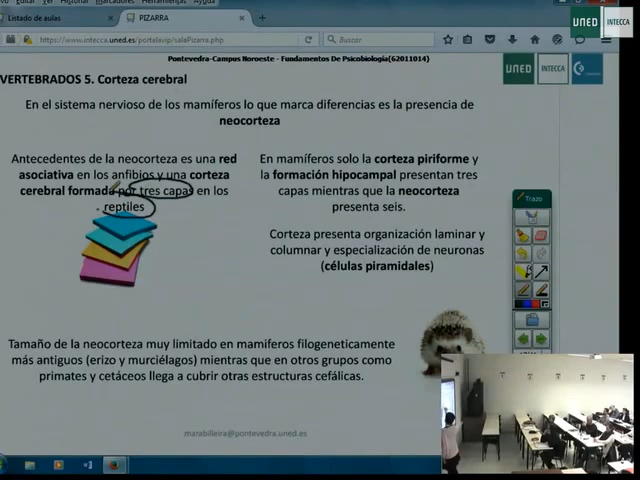 Listado de aulas
PIZARRA
Marcadores Herramientas Ayuda
https://www.intecca.uned.es/portalavip/salaPizarra.php
Buscar
UNED INTECCA
Pontevedra-Campus Noroeste - Fundamentos De Psicobiología(62011014)
UNED INTECCA
VERTEBRADOS 5. Corteza cerebral
En el sistema nervioso de los mamíferos lo que marca diferencias es la presencia de
neocorteza
Antecedentes de la neocorteza es una red
asociativa en los anfibios y una corteza
cerebral formada por tres capas en los
reptiles
En mamíferos solo la corteza piriforme y
la formación hipocampal presentan tres
capas mientras que la neocorteza
presenta seis.
Corteza presenta organización laminar y
columnar y especialización de neuronas
(células piramidales)
Trazo
Tamaño de la neocorteza muy limitado en mamíferos filogeneticamente
más antiguos (erizo y murciélagos) mientras que en otros grupos como
primates y cetáceos llega a cubrir otras estructuras cefálicas.
marabilleira@pontevedra.uned.es